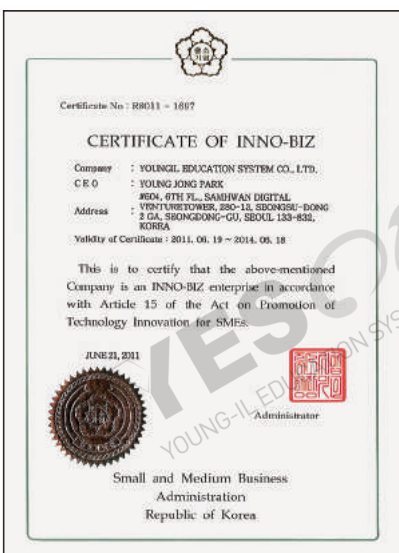 Certificate No : R8011 - 1697
CERTIFICATE OF INNO-BIZ
Company : YOUNGIL EDUCATION SYSTEM CO., LTD.
C E O : YOUNG JONG PARK
Address : #604, 6TH FL., SAMHWAN DIGITAL
VENTURETOWER, 280-13, SEONGSU-DONG
2 GA, SEONGDONG-GU, SEOUL 133-832,
KOREA
Validity of Certificate : 2011. 06. 19 ~ 2014. 06. 18
This is to certify that the above-mentioned
Company is an INNO-BIZ enterprise in accordance
with Article 15 of the Act on Promotion of
Technology Innovation for SMEs.
JUNE 21, 2011
Administrator
Small and Medium Business
Administration
Republic of Korea
YES
YOUNG-IL EDUCATION SYS